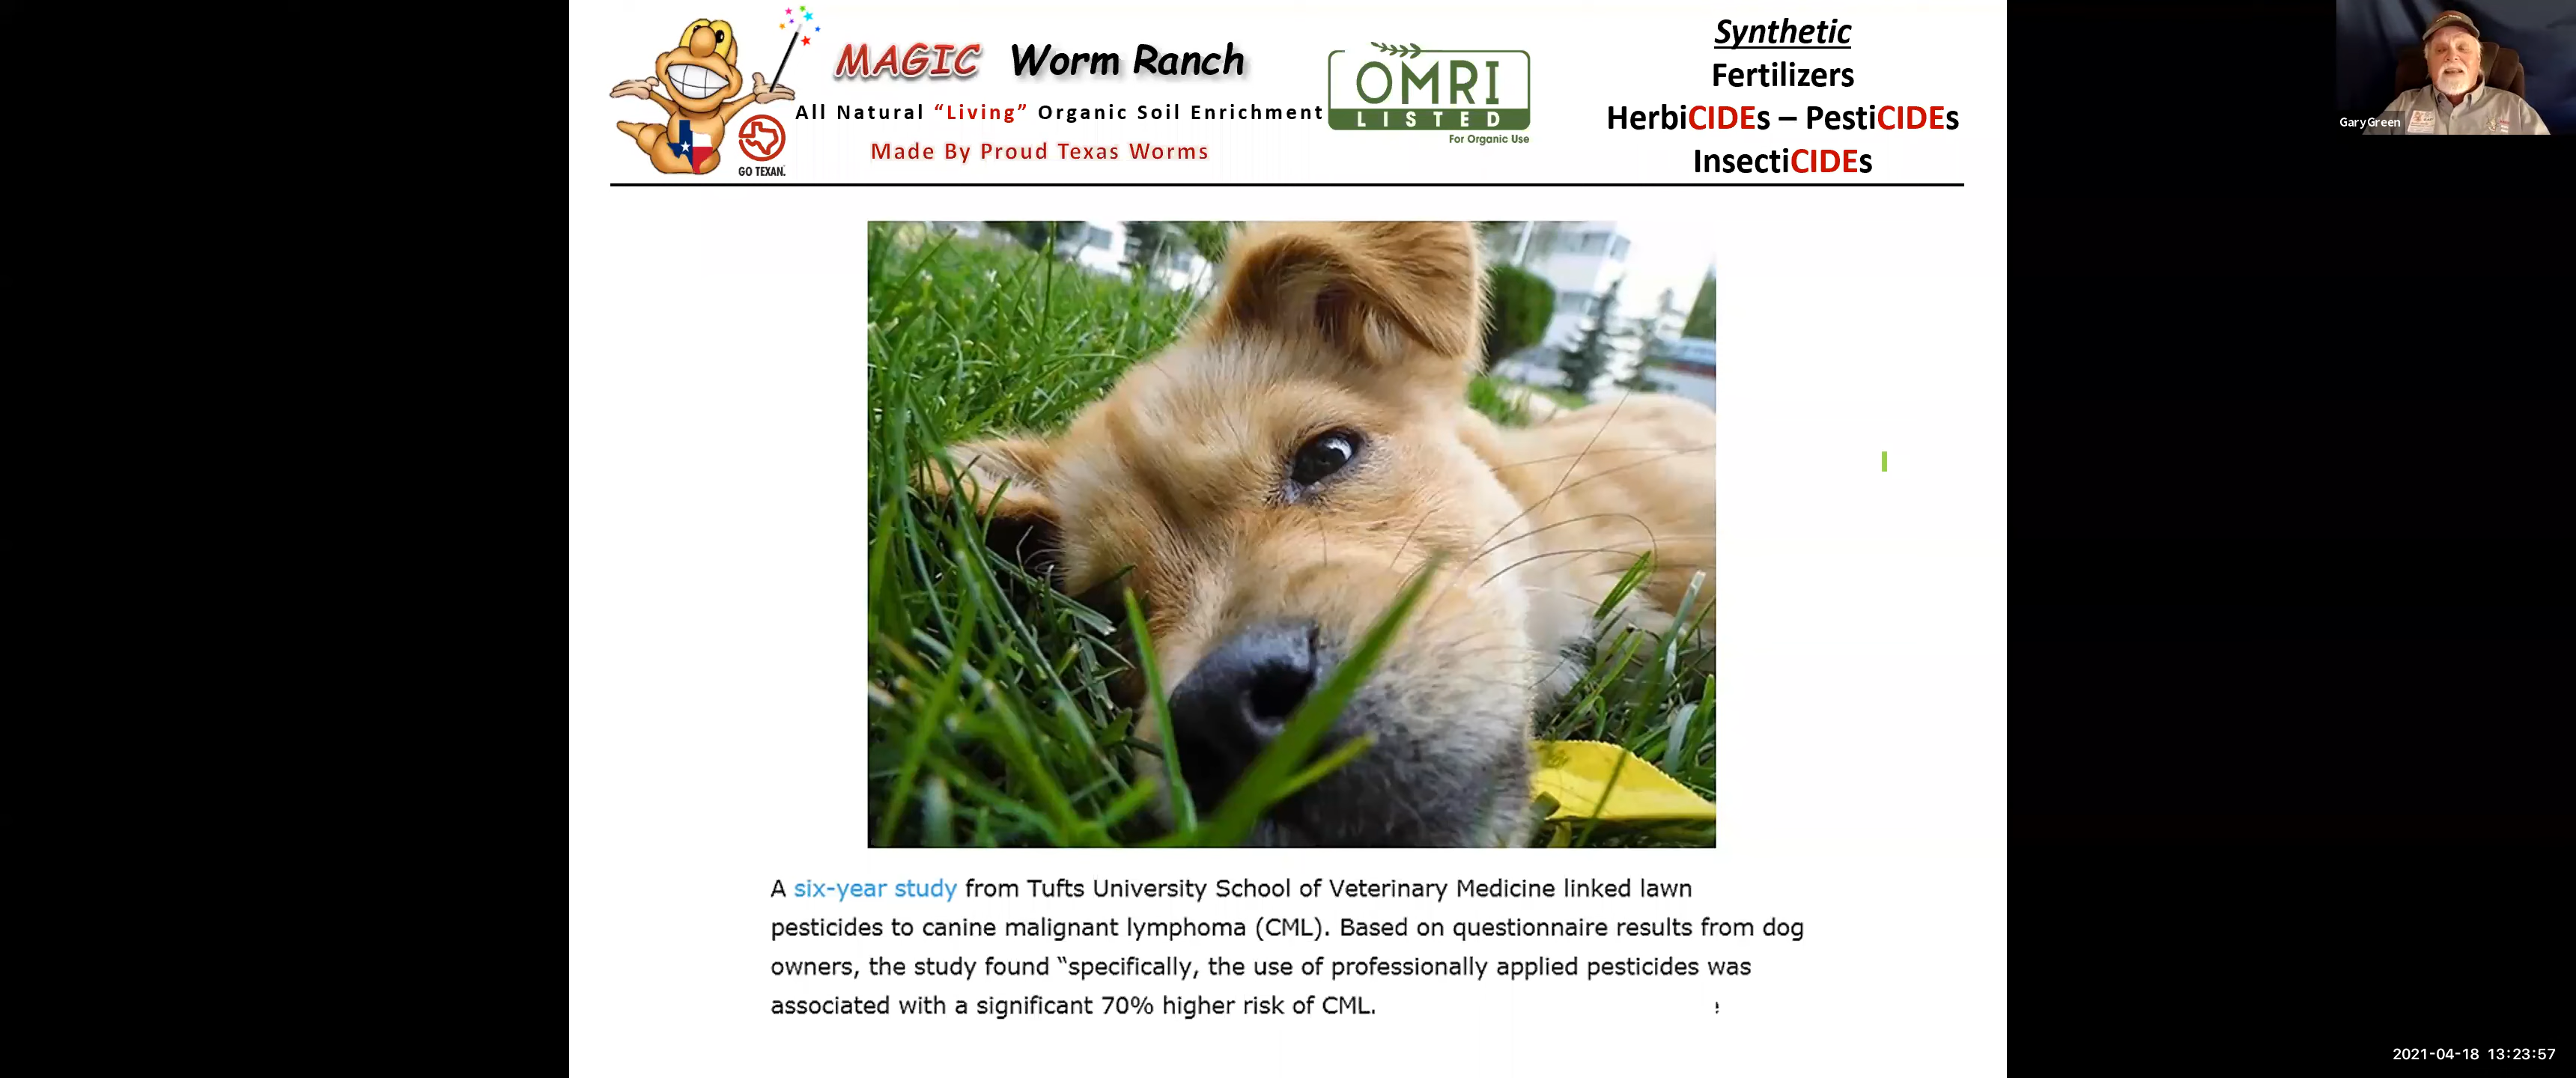 MAGIC Worm Ranch
All Natural “Living” Organic Soil Enrichment
Made By Proud Texas Worms
GO TEXAN.
OMRI
LISTED
For Organic Use
Synthetic
Fertilizers
HerbiCIDEs – PestiCIDEs
InsectiCIDEs
GaryGreen
A six-year study from Tufts University School of Veterinary Medicine linked lawn
pesticides to canine malignant lymphoma (CML). Based on questionnaire results from dog
owners, the study found “specifically, the use of professionally applied pesticides was
associated with a significant 70% higher risk of CML.
2021-04-18 13:23:57